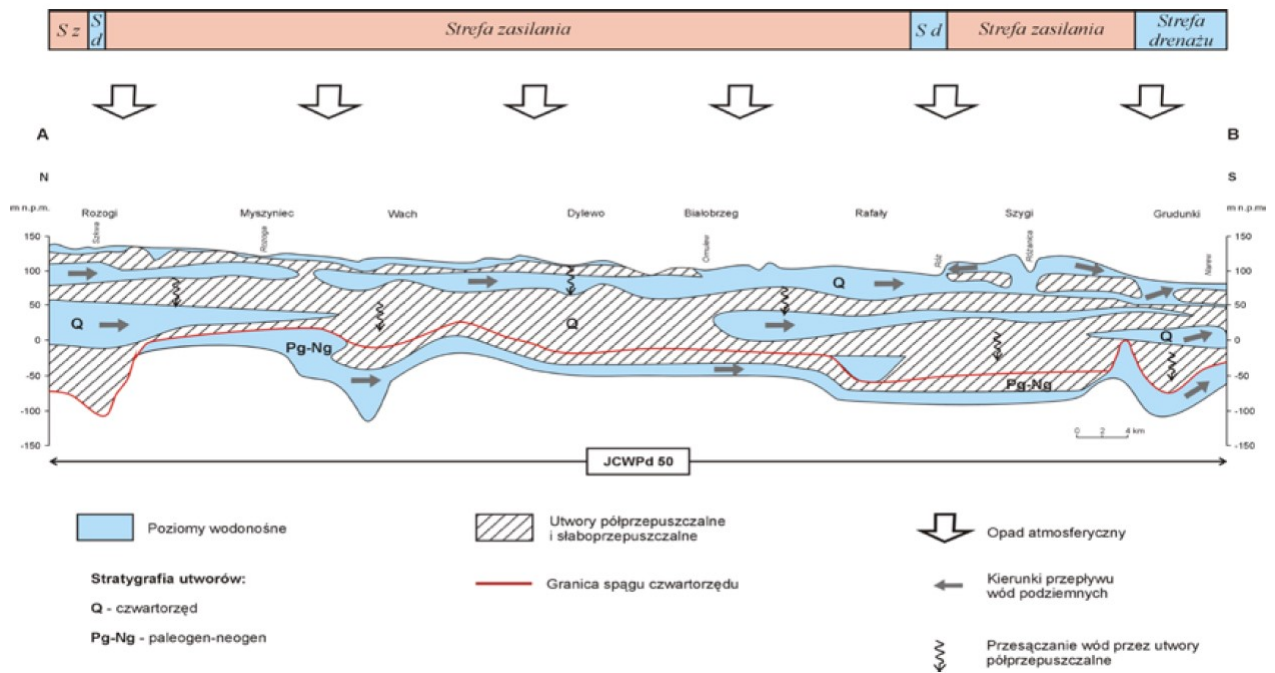 S z
S
d
Strefa zasilania
S d
Strefa zasilania
Strefa
drenażu
A
B
N
S
m n.p.m.
Rozogi
Myszyniec
Wach
Dylewo
Białobrzeg
Rafały
Szygi
Grudunki
m n.p.m.
Szkwa
Rozoga
Omulew
Róż
Różanica
Narew
150
100
50
0
-50
-100
-150
150
100
50
0
-50
-100
-150
Q
Q
Q
Q
Pg-Ng
Pg-Ng
0 2 4 km
JCWPd 50
Poziomy wodonośne
Stratygrafia utworów:
Q - czwartorzęd
Pg-Ng - paleogen-neogen
Utwory półprzepuszczalne
i słaboprzepuszczalne
Granica spągu czwartorzędu
Opad atmosferyczny
Kierunki przepływu
wód podziemnych
Przesączanie wód przez utwory
półprzepuszczalne